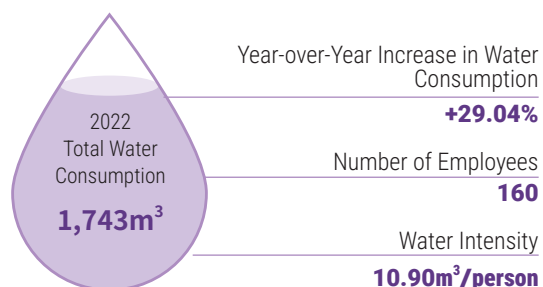 Year-over-Year Increase in Water
Consumption
+29.04%
2022
Total Water
Consumption
1,743m³
Number of Employees
160
Water Intensity
10.90m³/person